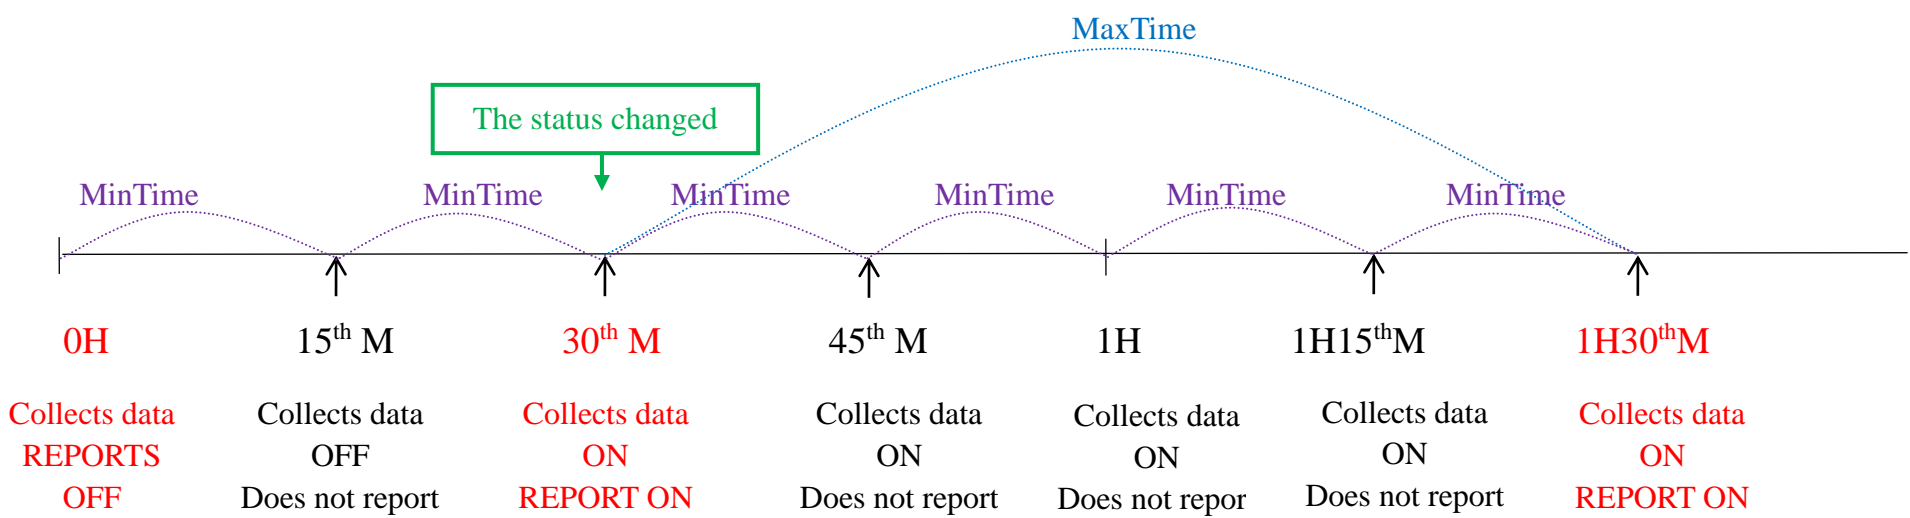 MaxTime
The status changed
MinTime MinTime MinTime MinTime MinTime MinTime
0H 15th M 30th M 45th M 1H 1H15thM 1H30thM
Collects data Collects data Collects data Collects data Collects data Collects data Collects data
REPORTS OFF ON ON ON ON ON
OFF Does not report REPORT ON Does not report Does not repor Does not report REPORT ON